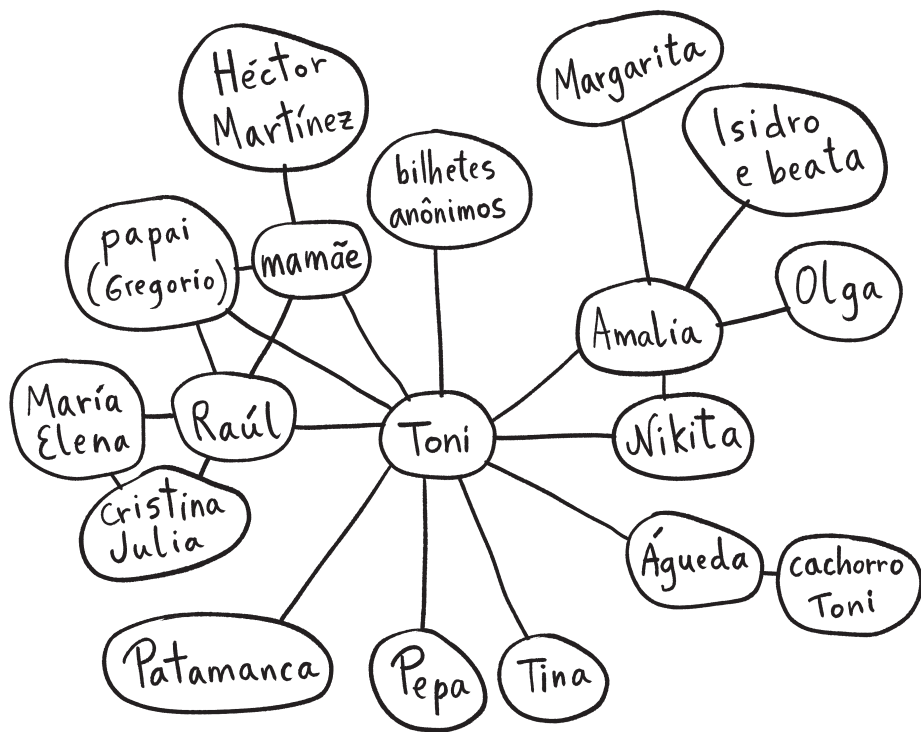 Héctor
Martínez
Margarita
Isidro
e beata
bilhetes
anônimos
papai
(Gregorio)
mamãe
Olga
Amalia
María
Elena
Raúl
Toni
Nikita
Cristina
Julia
Águeda
cachorro
Toni
Patamanca
Pepa
Tina